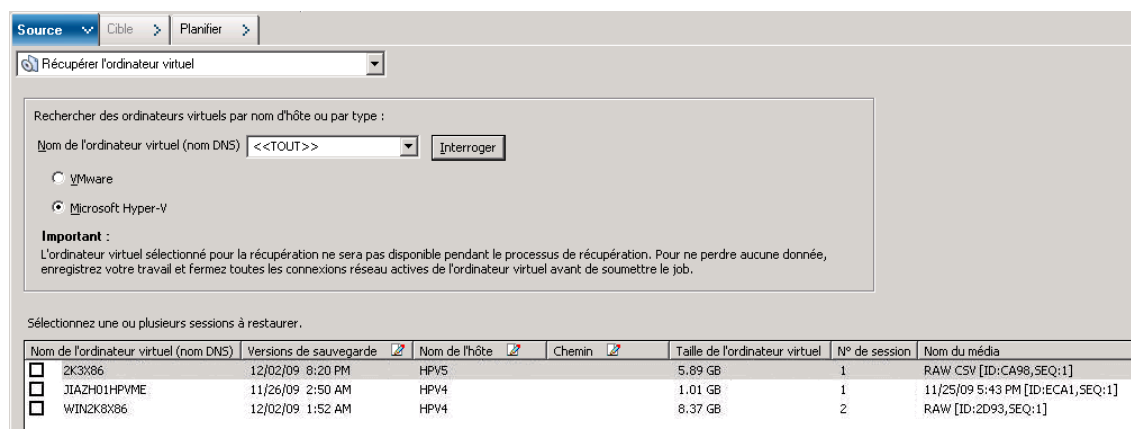 Source Cible Planifier
Récupérer l'ordinateur virtuel
Rechercher des ordinateurs virtuels par nom d'hôte ou par type :
Nom de l'ordinateur virtuel (nom DNS) <<TOUT>> Interroger
VMware
Microsoft Hyper-V
Important :
L'ordinateur virtuel sélectionné pour la récupération ne sera pas disponible pendant le processus de récupération. Pour ne perdre aucune donnée,
enregistrez votre travail et fermez toutes les connexions réseau actives de l'ordinateur virtuel avant de soumettre le job.
Sélectionnez une ou plusieurs sessions à restaurer.
Nom de l'ordinateur virtuel (nom DNS) Versions de sauvegarde Nom de l'hôte Chemin Taille de l'ordinateur virtuel N° de session Nom du média
2K3X86 12/02/09 8:20 PM HPV5 5.89 GB 1 RAW CSV [ID:CA98,SEQ:1]
JIAZH01HPVME 11/26/09 2:50 AM HPV4 1.01 GB 1 11/25/09 5:43 PM [ID:ECA1,SEQ:1]
WIN2K8X86 12/02/09 1:52 AM HPV4 8.37 GB 2 RAW [ID:2D93,SEQ:1]